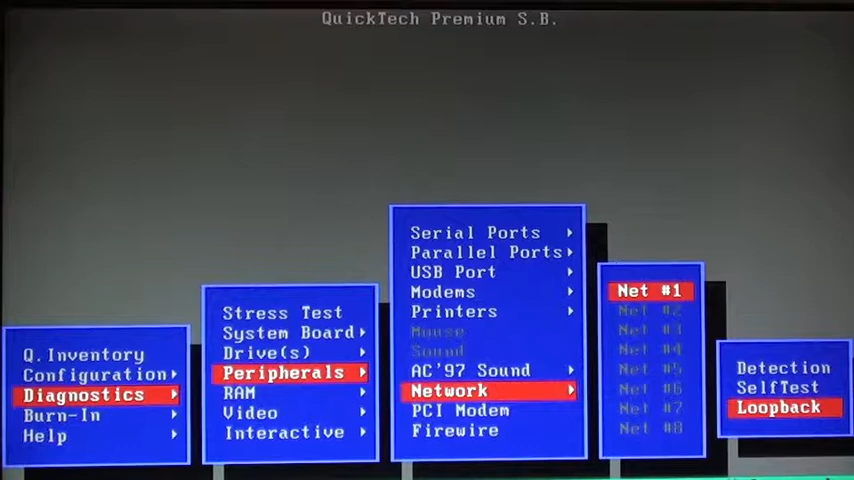 QuickTech Premium S.B.
Q.Inventory
Configuration
Diagnostics
Burn-In
Help
Stress Test
System Board
Drive(s)
Peripherals
RAM
Video
Interactive
Serial Ports
Parallel Ports
USB Port
Modems
Printers
Mouse
Sound
AC'97 Sound
Network
PCI Modem
Firewire
Net #1
Net #2
Net #3
Net #4
Net #5
Net #6
Net #7
Net #8
Detection
SelfTest
Loopback